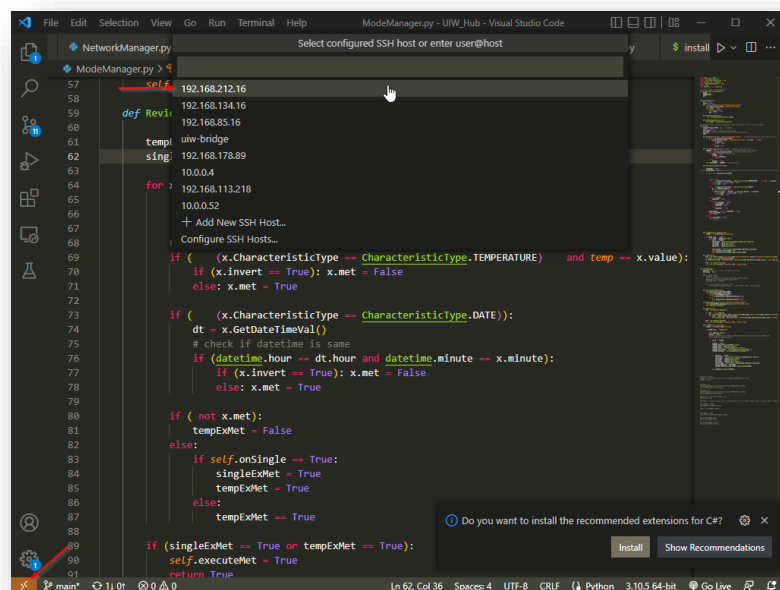 File Edit Selection View Go Run Terminal Help ModeManager.py - UIW_Hub - Visual Studio Code
NetworkManager.py
Select configured SSH host or enter user@host
y
$ install
ModeManager.py >
192.168.212.16
192.168.134.16
192.168.85.16
uiw-bridge
192.168.178.89
10.0.0.4
192.168.113.218
10.0.0.52
+ Add New SSH Host...
Configure SSH Hosts...
57 self
58
59 def Revie
60
61 tempE
62 singl
63
64 for x
65
66
67
68
69 if ( (x.CharacteristicType == CharacteristicType.TEMPERATURE) and temp == x.value):
70 if (x.invert == True): x.met = False
71 else: x.met = True
72
73 if ( (x.CharacteristicType == CharacteristicType.DATE)):
74 dt = x.GetDateTimeVal()
75 # check if datetime is same
76 if (datetime.hour == dt.hour and datetime.minute == x.minute):
77 if (x.invert == True): x.met = False
78 else: x.met = True
79
80 if ( not x.met):
81 tempExMet = False
82 else:
83 if self.onSingle == True:
84 singleExMet = True
85 tempExMet = True
86 else:
87 tempExMet == True
88
89 if (singleExMet == True or tempExMet == True):
90 self.executeMet = True
91 return True
1
11
1
Do you want to install the recommended extensions for C#?
Install Show Recommendations
main* 1↓ 0↑ 0 0 Ln 62, Col 36 Spaces: 4 UTF-8 CRLF Python 3.10.5 64-bit Go Live